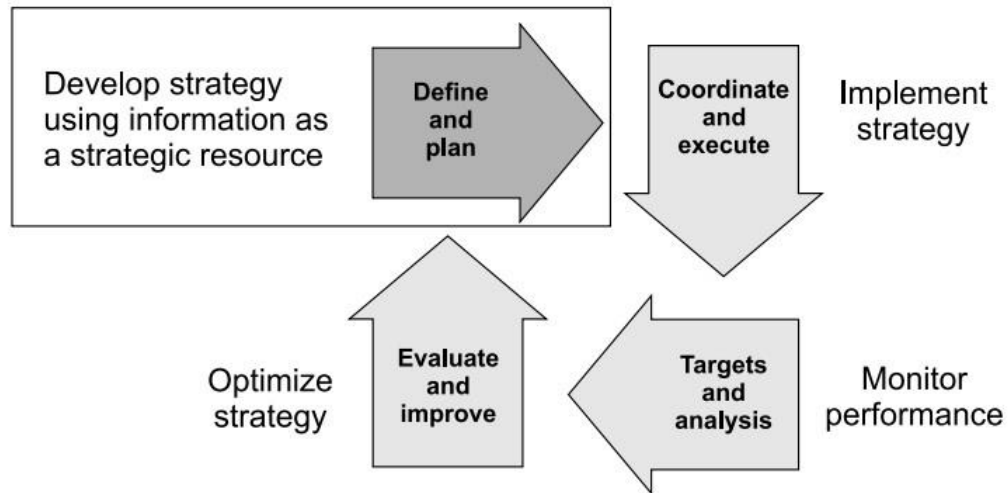 Develop strategy
using information as
a strategic resource
Define
and
plan
Coordinate
and
execute
Implement
strategy
Optimize
strategy
Evaluate
and
improve
Targets
and
analysis
Monitor
performance